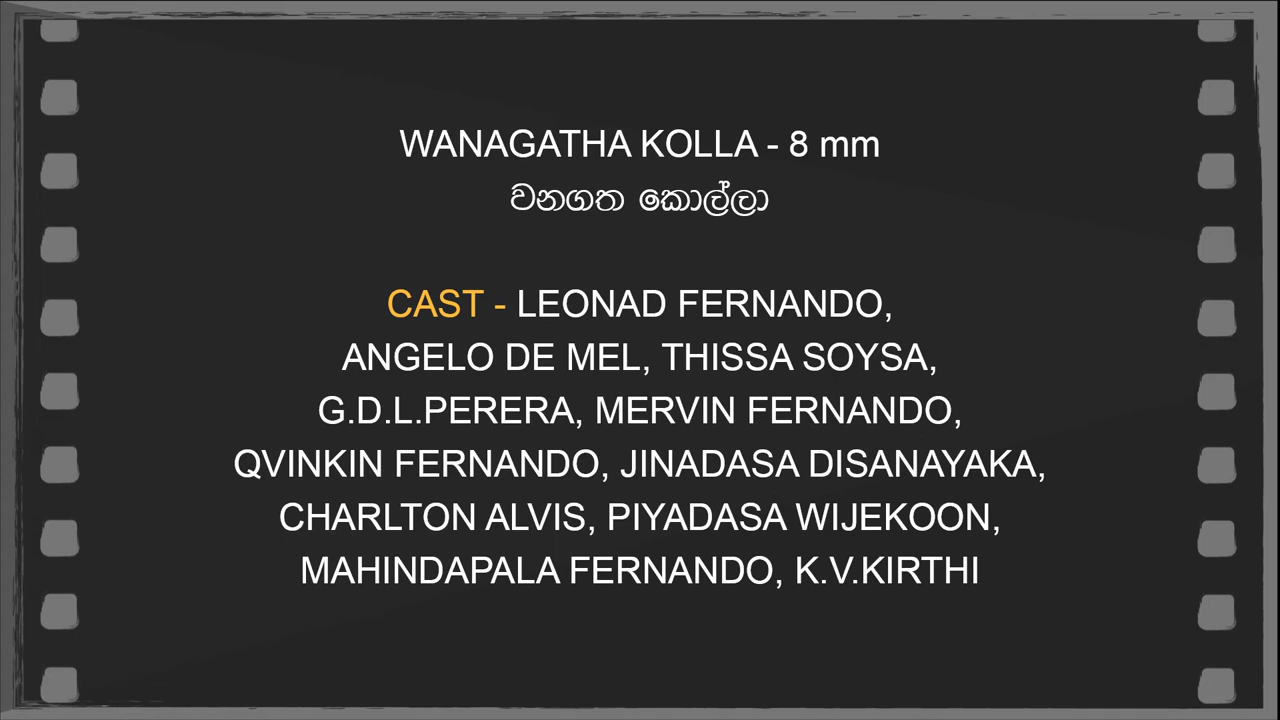 WANAGATHA KOLLA - 8 mm
වනගත කොල්ලා
CAST - LEONAD FERNANDO,
ANGELO DE MEL, THISSA SOYSA,
G.D.L.PERERA, MERVIN FERNANDO,
QVINKIN FERNANDO, JINADASA DISANAYAKA,
CHARLTON ALVIS, PIYADASA WIJEKOON,
MAHINDAPALA FERNANDO, K.V.KIRTHI